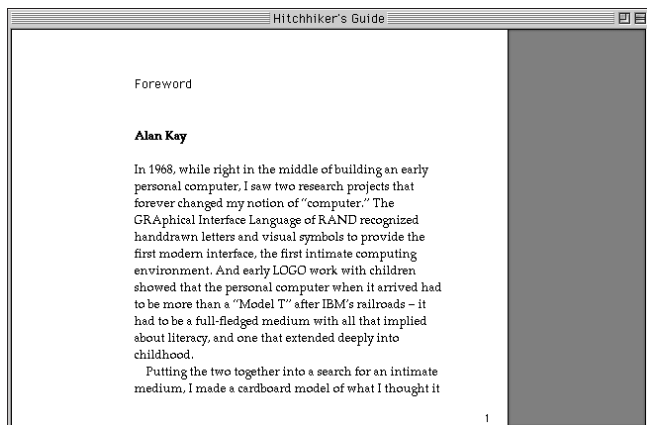 Hitchhiker's Guide
Foreword
Alan Kay
In 1968, while right in the middle of building an early
personal computer, I saw two research projects that
forever changed my notion of “computer.” The
GRAphical Interface Language of RAND recognized
handdrawn letters and visual symbols to provide the
first modern interface, the first intimate computing
environment. And early LOGO work with children
showed that the personal computer when it arrived had
to be more than a “Model T” after IBM’s railroads – it
had to be a full-fledged medium with all that implied
about literacy, and one that extended deeply into
childhood.
Putting the two together into a search for an intimate
medium, I made a cardboard model of what I thought it
1